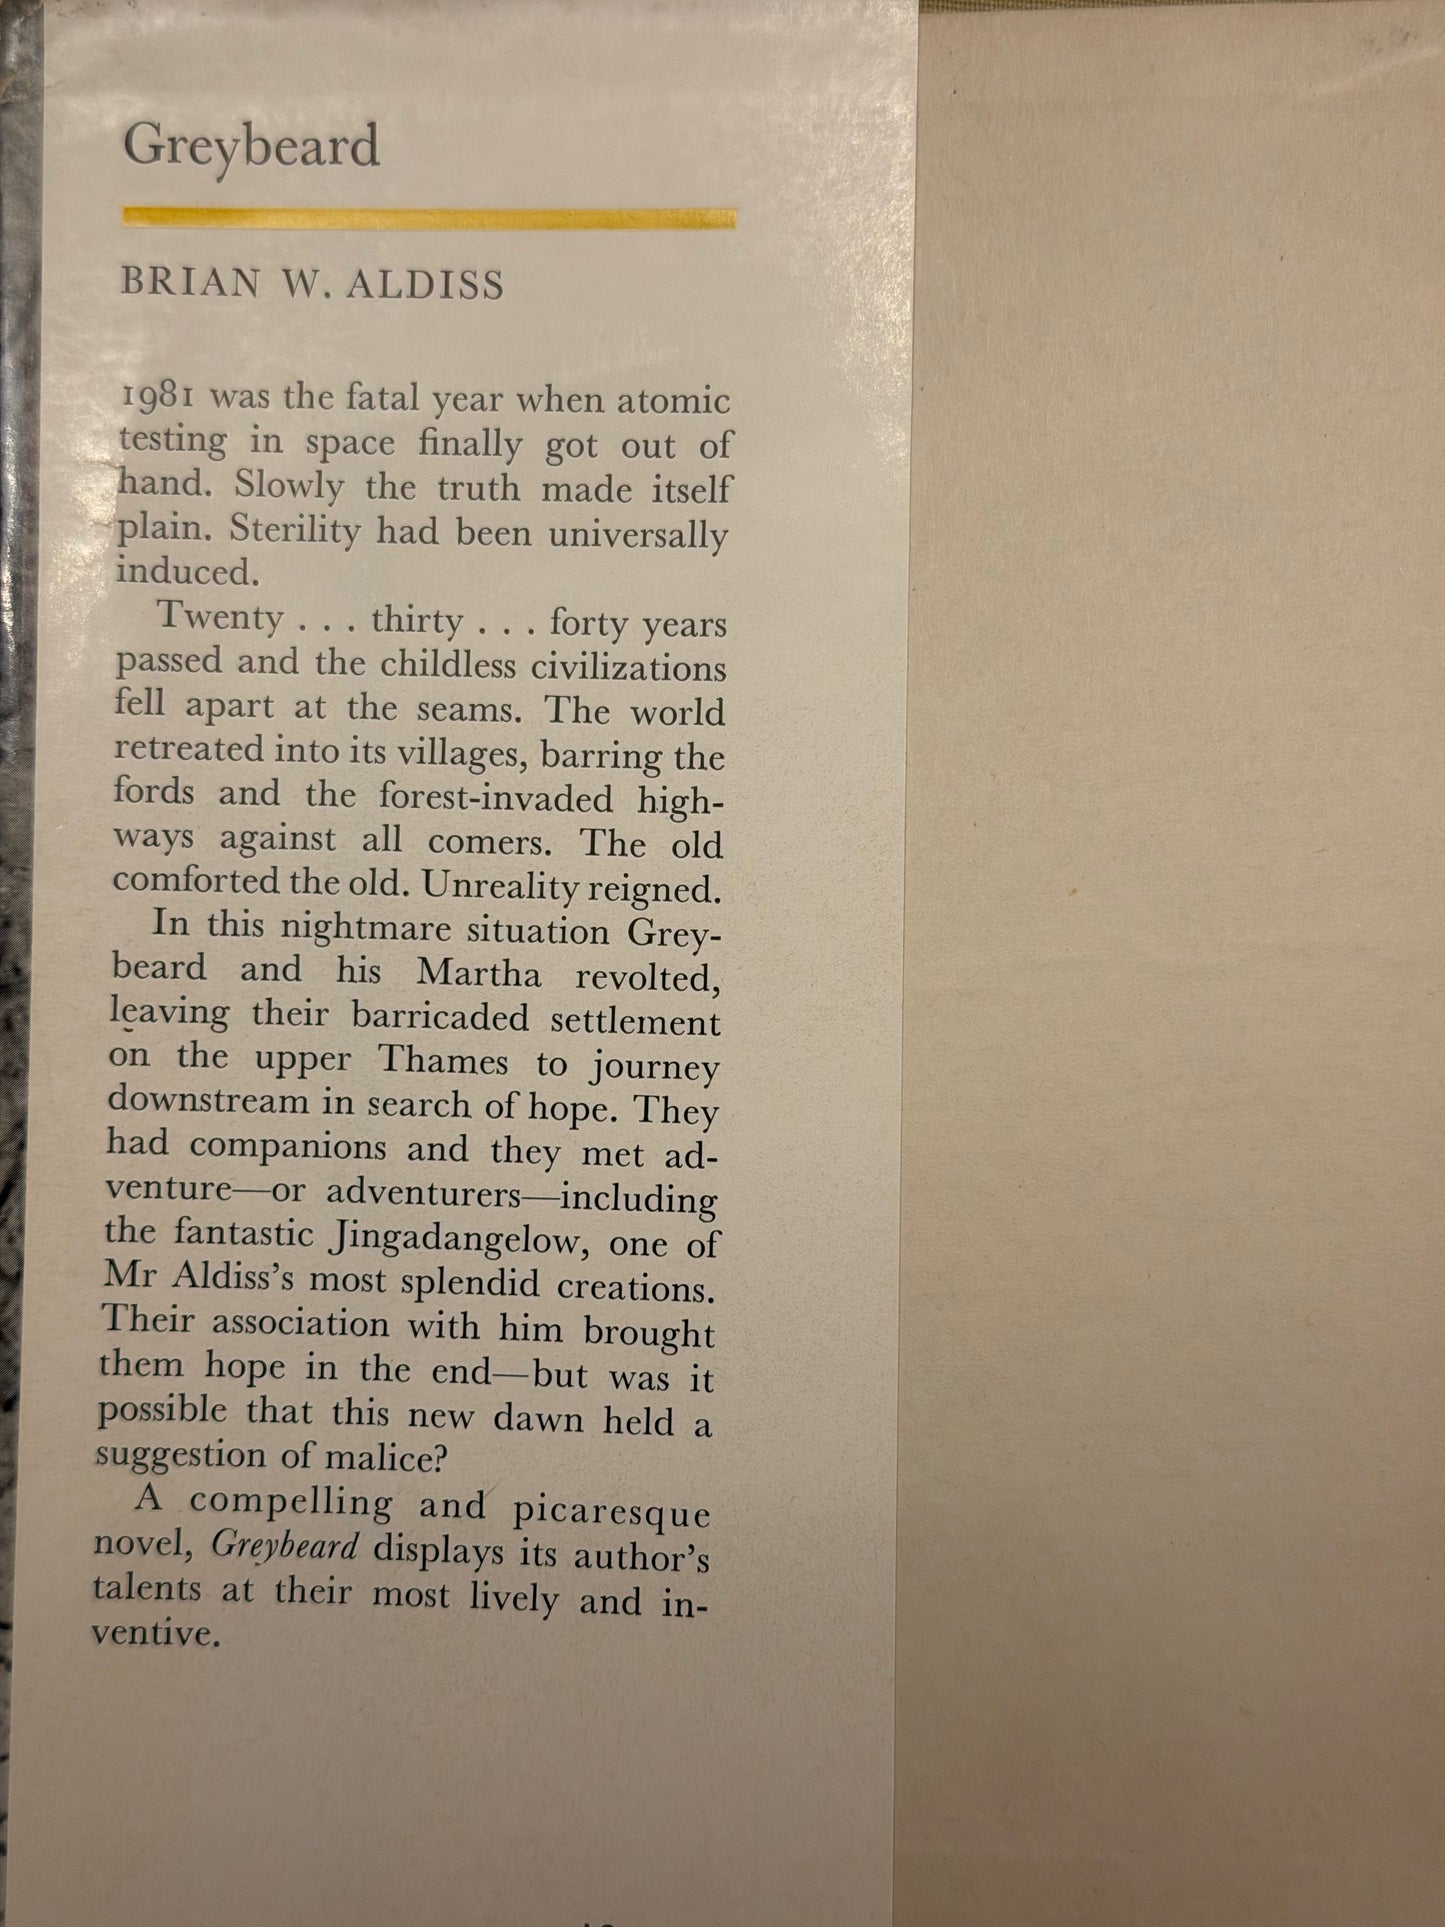 Greybeard
BRIAN W. ALDISS
1981 was the fatal year when atomic
testing in space finally got out of
hand. Slowly the truth made itself
plain. Sterility had been universally
induced.
Twenty . . . thirty . . . forty years
passed and the childless civilizations
fell apart at the seams. The world
retreated into its villages, barring the
fords and the forest-invaded high-
ways against all comers. The old
comforted the old. Unreality reigned.
In this nightmare situation Grey-
beard and his Martha revolted,
leaving their barricaded settlement
on the upper Thames to journey
downstream in search of hope. They
had companions and they met ad-
venture—or adventurers—including
the fantastic Jingadangelow, one of
Mr Aldiss's most splendid creations.
Their association with him brought
them hope in the end—but was it
possible that this new dawn held a
suggestion of malice?
A compelling and picaresque
novel, Greybeard displays its author's
talents at their most lively and in-
ventive.